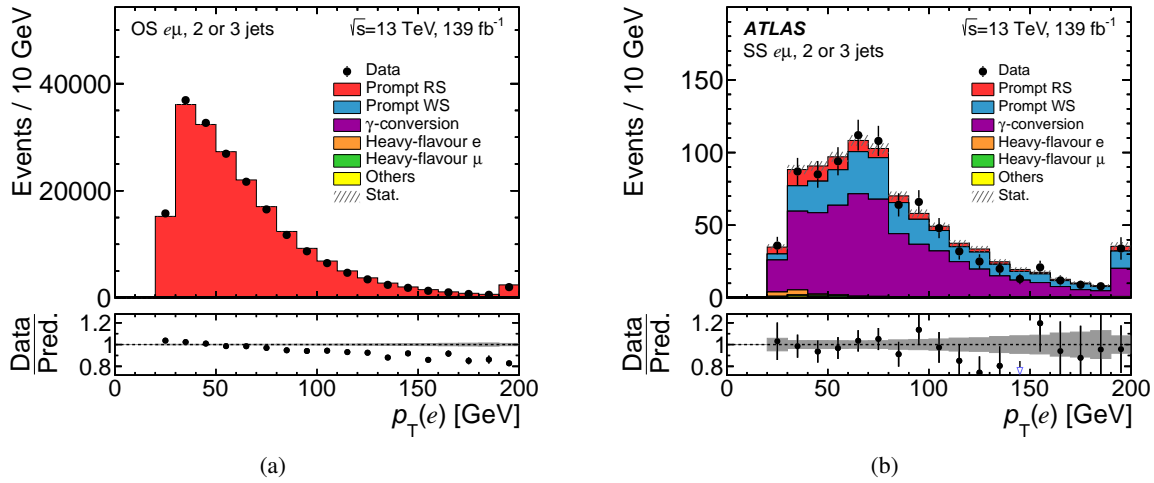 OS eμ, 2 or 3 jets
√s=13 TeV, 139 fb⁻¹
Data
Prompt RS
Prompt WS
γ-conversion
Heavy-flavour e
Heavy-flavour μ
Others
Stat.
Events / 10 GeV
40000
20000
0
Data
Pred.
1.2
1
0.8
0 50 100 150 200
p_T(e) [GeV]
(a)
ATLAS
√s=13 TeV, 139 fb⁻¹
SS eμ, 2 or 3 jets
Data
Prompt RS
Prompt WS
γ-conversion
Heavy-flavour e
Heavy-flavour μ
Others
Stat.
Events / 10 GeV
150
100
50
0
Data
Pred.
1.2
1
0.8
0 50 100 150 200
p_T(e) [GeV]
(b)